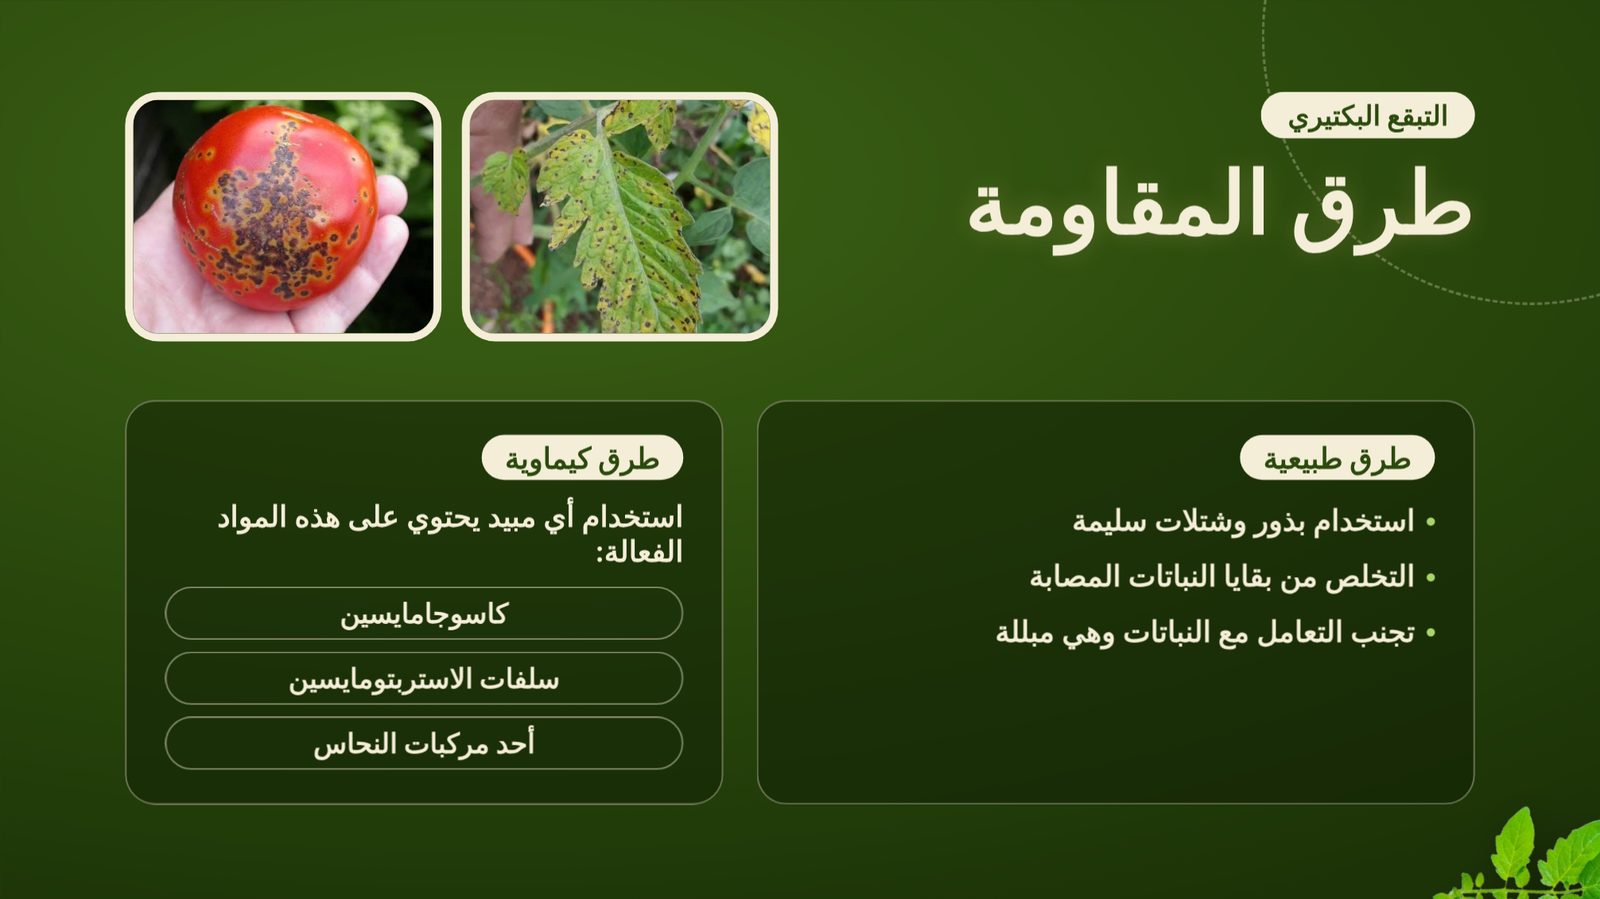 التبقع البكتيري
طرق المقاومة
طرق طبيعية
• استخدام بذور وشتلات سليمة
• التخلص من بقايا النباتات المصابة
• تجنب التعامل مع النباتات وهي مبللة
طرق كيماوية
استخدام أي مبيد يحتوي على هذه المواد
الفعالة:
كاسوجامايسين
سلفات الاستربتومايسين
أحد مركبات النحاس